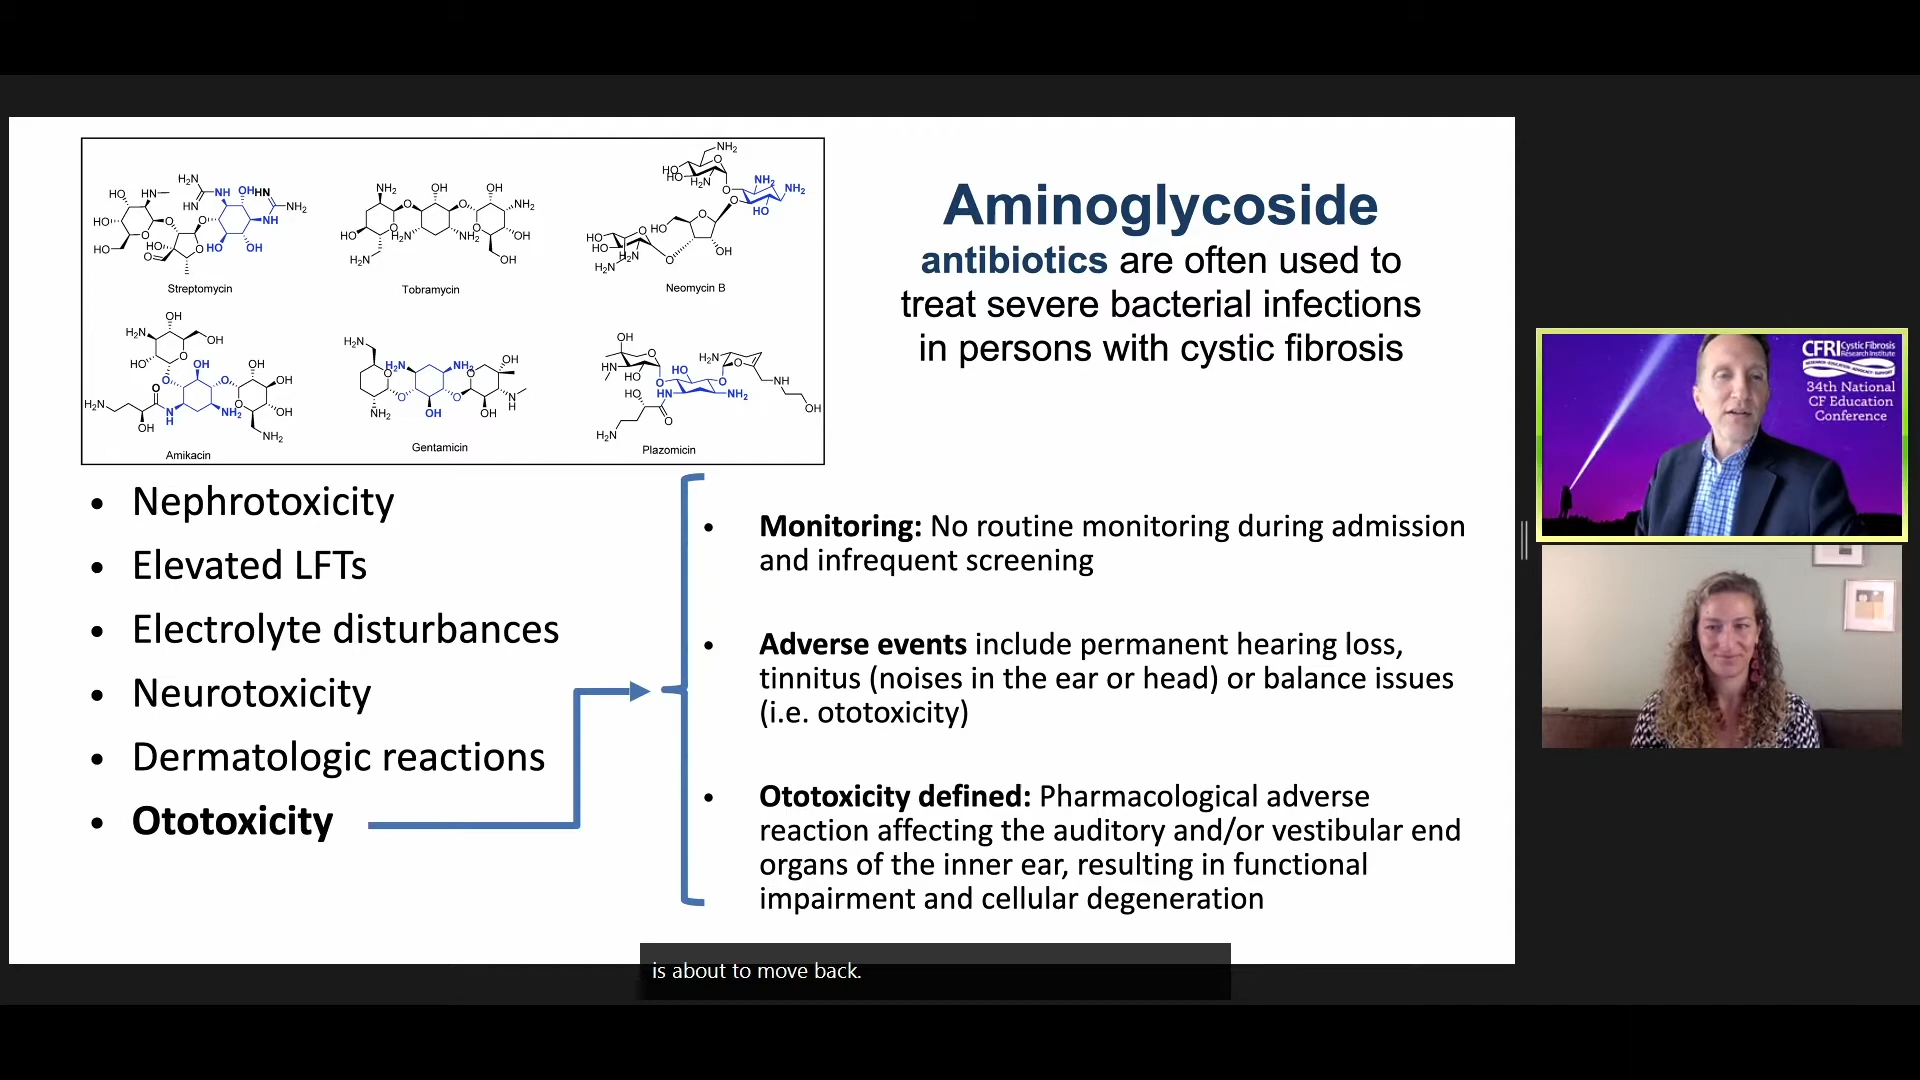 Streptomycin
Tobramycin
Neomycin B
Amikacin
Gentamicin
Plazomicin
Aminoglycoside
antibiotics are often used to
treat severe bacterial infections
in persons with cystic fibrosis
• Nephrotoxicity
• Elevated LFTs
• Electrolyte disturbances
• Neurotoxicity
• Dermatologic reactions
• Ototoxicity
• Monitoring: No routine monitoring during admission
and infrequent screening
• Adverse events include permanent hearing loss,
tinnitus (noises in the ear or head) or balance issues
(i.e. ototoxicity)
• Ototoxicity defined: Pharmacological adverse
reaction affecting the auditory and/or vestibular end
organs of the inner ear, resulting in functional
impairment and cellular degeneration
CFRI Cystic Fibrosis
Research Institute
34th National
CF Education
Conference
is about to move back.